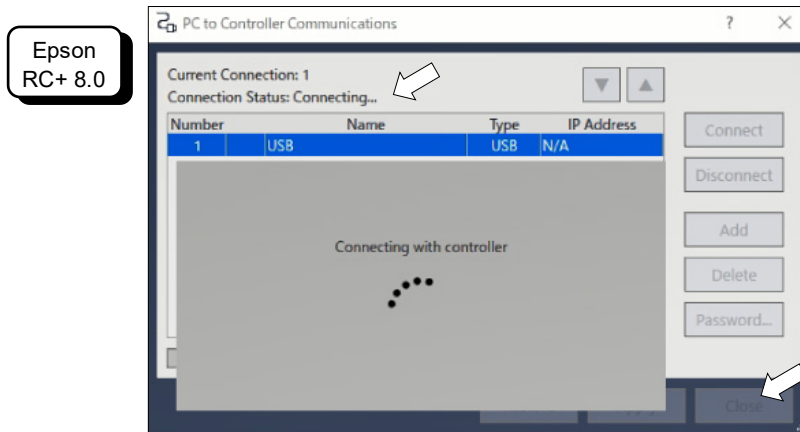 PC to Controller Communications
Epson
RC+ 8.0
Current Connection: 1
Connection Status: Connecting...
Number Name Type IP Address
1 USB USB N/A
Connect
Disconnect
Add
Delete
Password...
Connecting with controller
Close